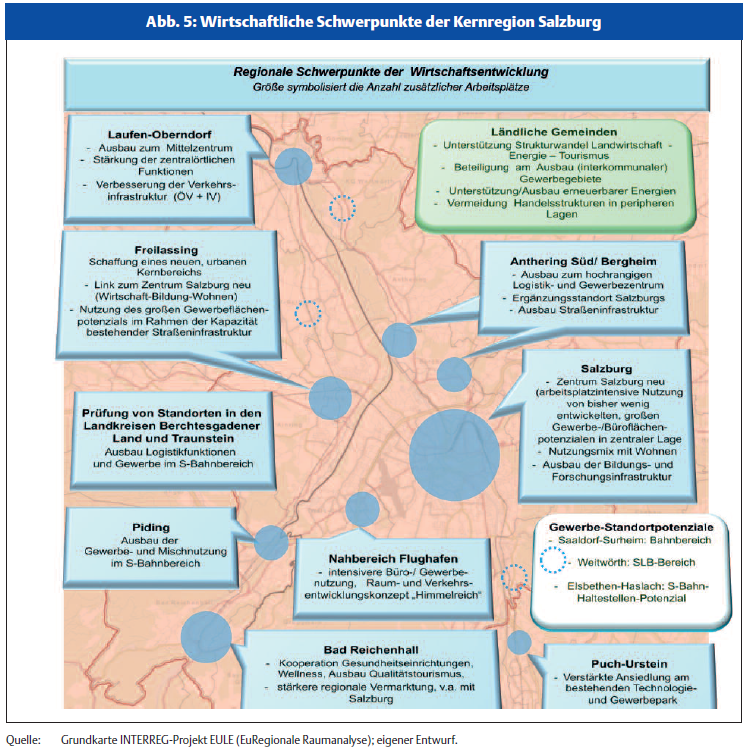 Abb. 5: Wirtschaftliche Schwerpunkte der Kernregion Salzburg
Regionale Schwerpunkte der Wirtschaftsentwicklung
Größe symbolisiert die Anzahl zusätzlicher Arbeitsplätze
Laufen-Oberndorf
- Ausbau zum Mittelzentrum
- Stärkung der zentralörtlichen
Funktionen
- Verbesserung der Verkehrs-
infrastruktur (ÖV + IV)
Ländliche Gemeinden
- Unterstützung Strukturwandel Landwirtschaft -
Energie – Tourismus
- Beteiligung am Ausbau (interkommunaler)
Gewerbegebiete
- Unterstützung/Ausbau erneuerbarer Energien
- Vermeidung Handelsstrukturen in peripheren
Lagen
Freilassing
Schaffung eines neuen, urbanen
Kernbereichs
- Link zum Zentrum Salzburg neu
(Wirtschaft-Bildung-Wohnen)
- Nutzung des großen Gewerbeflächen-
potenzials im Rahmen der Kapazität
bestehender Straßeninfrastruktur
Anthering Süd/ Bergheim
- Ausbau zum hochrangigen
Logistik- und Gewerbezentrum
- Ergänzungsstandort Salzburgs
- Ausbau Straßeninfrastruktur
Salzburg
- Zentrum Salzburg neu
(arbeitsplatzintensive Nutzung
von bisher wenig
entwickelten, großen
Gewerbe-/Büroflächen-
potenzialen in zentraler Lage
- Nutzungsmix mit Wohnen
- Ausbau der Bildungs- und
Forschungsinfrastruktur
Prüfung von Standorten in den
Landkreisen Berchtesgadener
Land und Traunstein
Ausbau Logistikfunktionen
und Gewerbe im S-Bahnbereich
Piding
Ausbau der
Gewerbe- und Mischnutzung
im S-Bahnbereich
Nahbereich Flughafen
- intensivere Büro-/ Gewerbe-
nutzung, Raum- und Verkehrs-
entwicklungskonzept „Himmelreich“
Gewerbe-Standortpotenziale
- Saaldorf-Surheim: Bahnbereich
- Weitwörth: SLB-Bereich
- Elsbethen-Haslach: S-Bahn-
Haltestellen-Potenzial
Bad Reichenhall
- Kooperation Gesundheitseinrichtungen,
Wellness, Ausbau Qualitätstourismus,
- stärkere regionale Vermarktung, v.a. mit
Salzburg
Puch-Urstein
- Verstärkte Ansiedlung am
bestehenden Technologie-
und Gewerbepark
Quelle: Grundkarte INTERREG-Projekt EULE (EuRegionale Raumanalyse); eigener Entwurf.